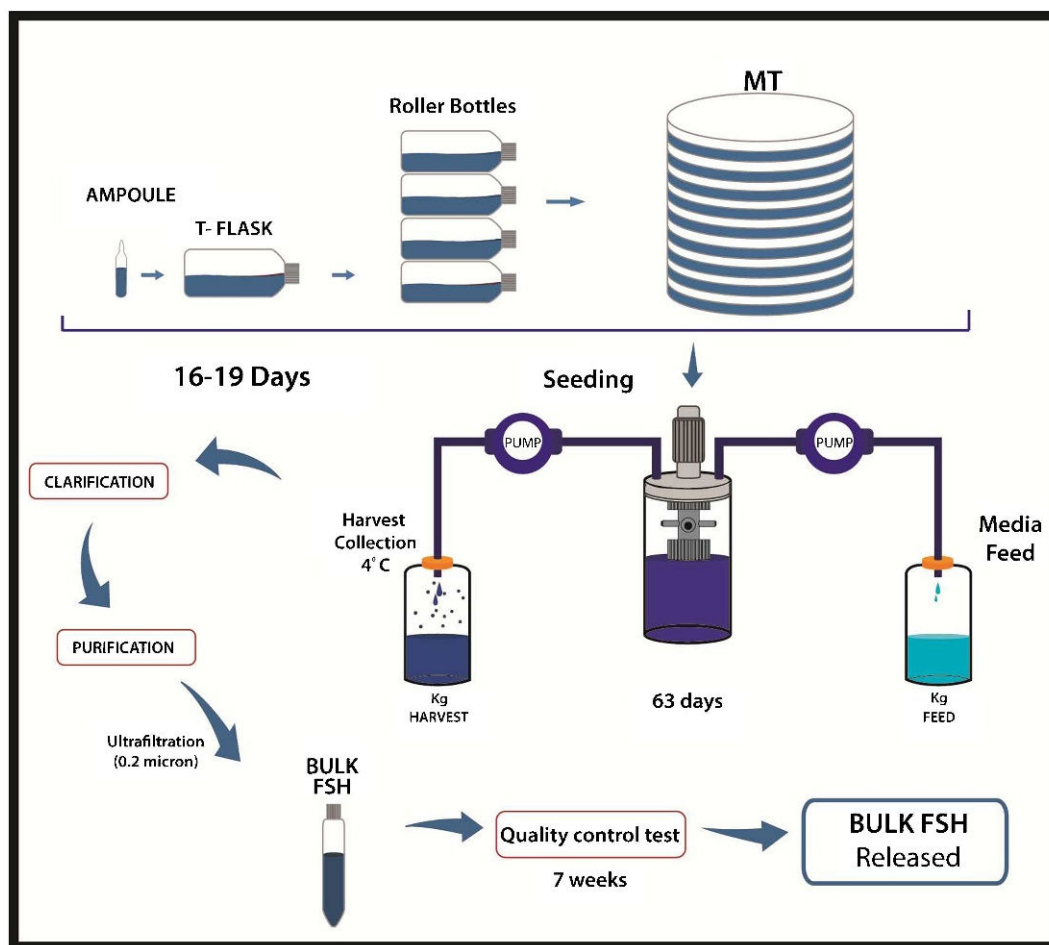 MT
Roller Bottles
AMPOULE
T- FLASK
16-19 Days
Seeding
PUMP
PUMP
CLARIFICATION
Harvest
Collection
4°C
Media
Feed
PURIFICATION
Kg
HARVEST
63 days
Kg
FEED
Ultrafiltration
(0.2 micron)
BULK
FSH
Quality control test
7 weeks
BULK FSH
Released